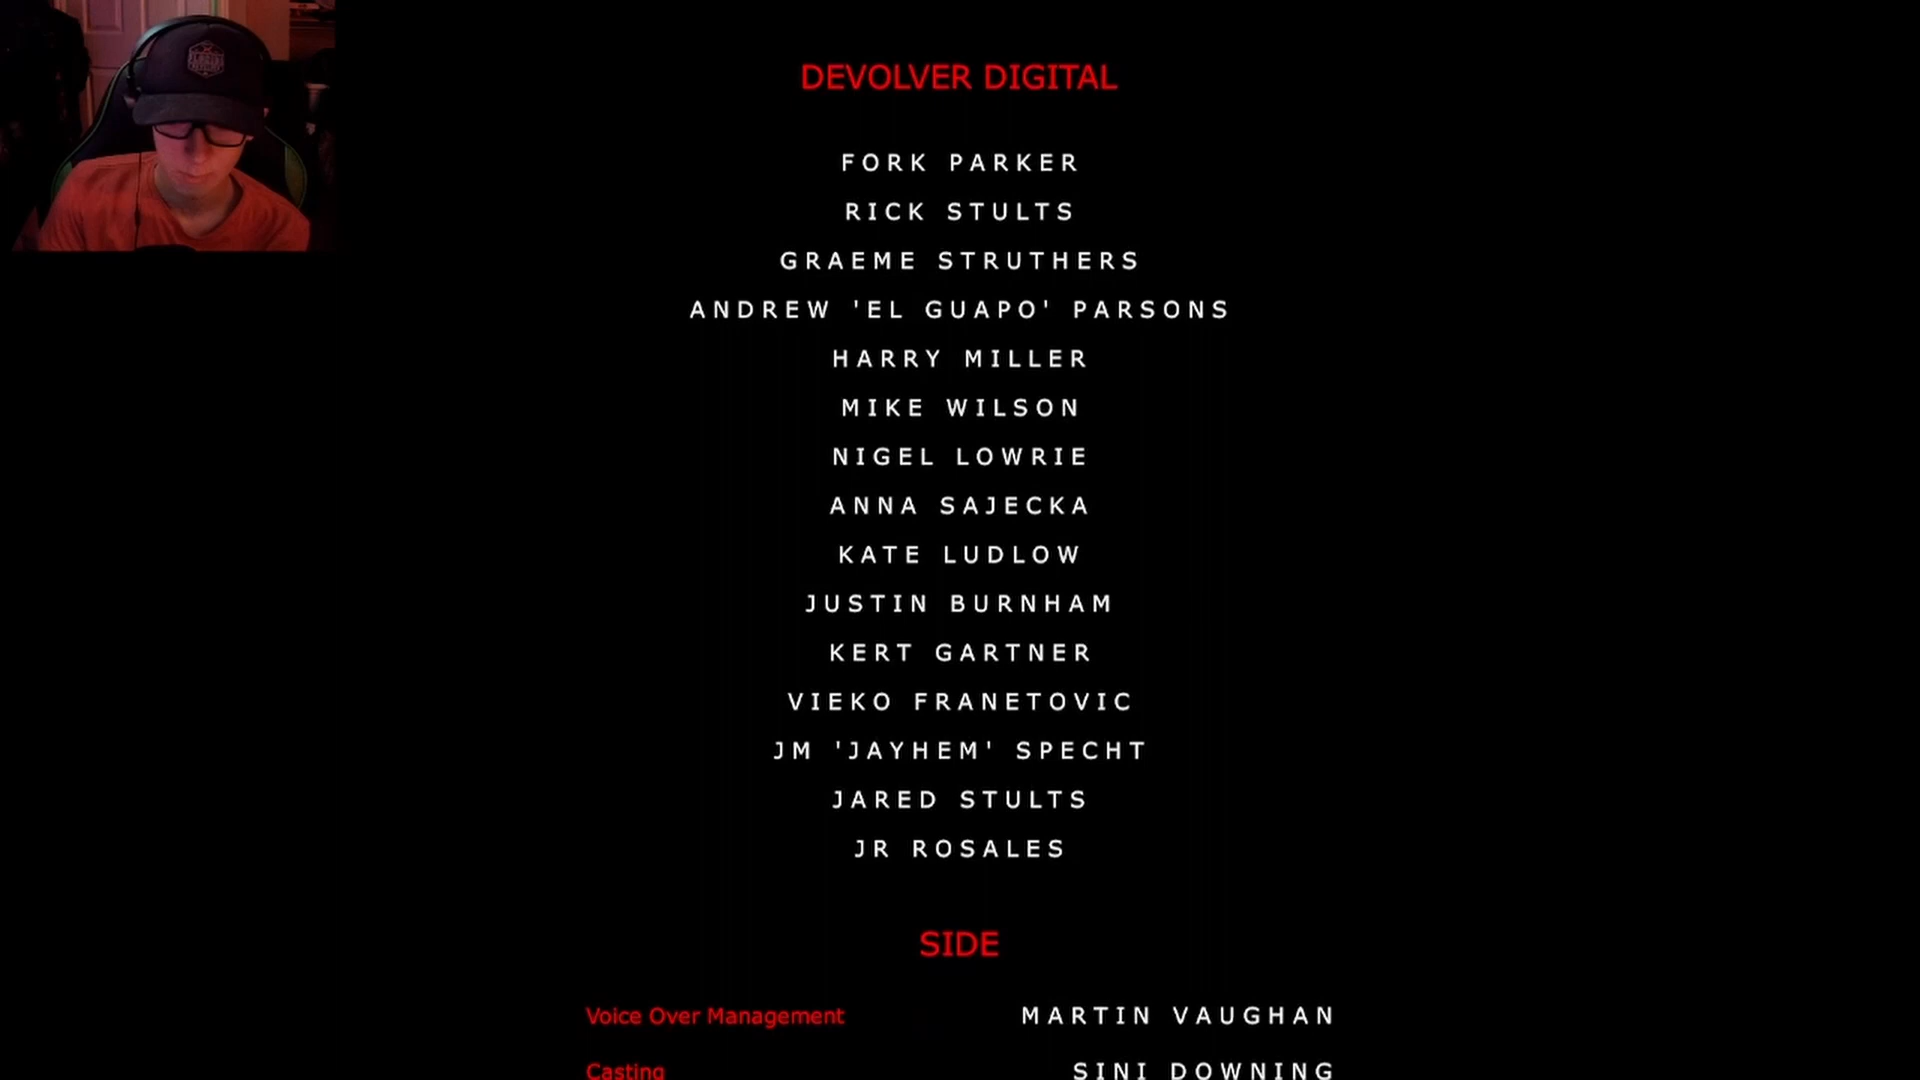 DEVOLVER DIGITAL
FORK PARKER
RICK STULTS
GRAEME STRUTHERS
ANDREW 'EL GUAPO' PARSONS
HARRY MILLER
MIKE WILSON
NIGEL LOWRIE
ANNA SAJECKA
KATE LUDLOW
JUSTIN BURNHAM
KERT GARTNER
VIEKO FRANETOVIC
JM 'JAYHEM' SPECHT
JARED STULTS
JR ROSALES
SIDE
Voice Over Management MARTIN VAUGHAN
Casting SINI DOWNING